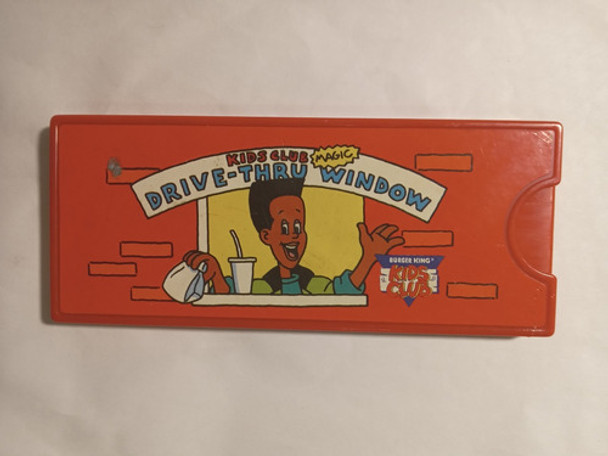 KIDS CLUB MAGIC
DRIVE-THRU WINDOW
BURGER KING
KIDS
CLUB